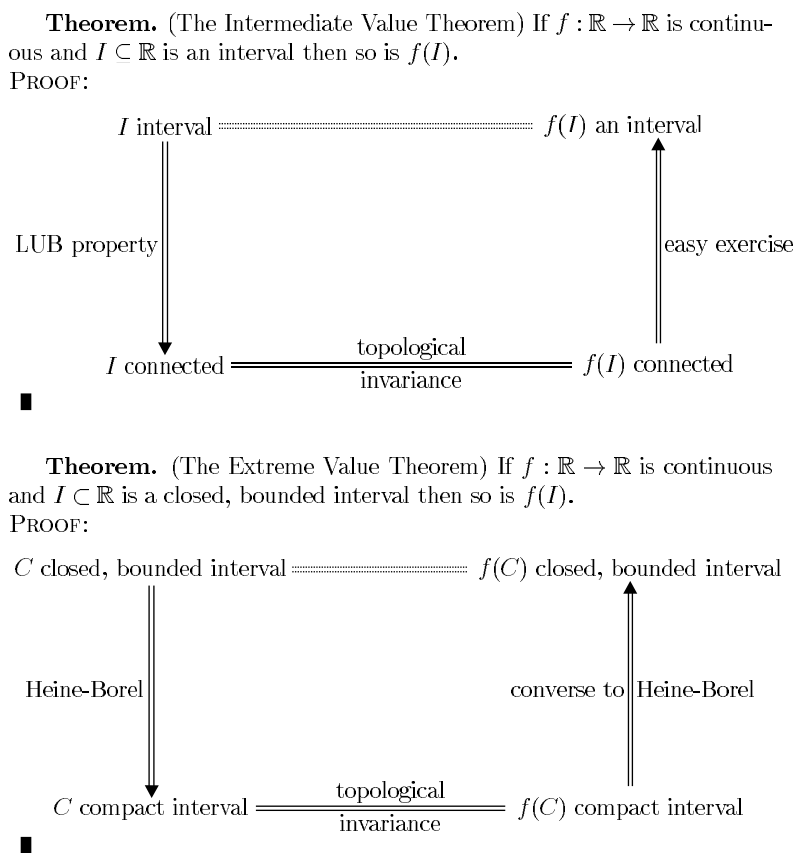 Theorem. (The Intermediate Value Theorem) If f : ℝ → ℝ is continu-
ous and I ⊆ ℝ is an interval then so is f(I).
PROOF:
I interval f(I) an interval
LUB property easy exercise
topological
I connected f(I) connected
invariance
Theorem. (The Extreme Value Theorem) If f : ℝ → ℝ is continuous
and I ⊂ ℝ is a closed, bounded interval then so is f(I).
PROOF:
C closed, bounded interval f(C) closed, bounded interval
Heine-Borel converse to Heine-Borel
topological
C compact interval f(C) compact interval
invariance